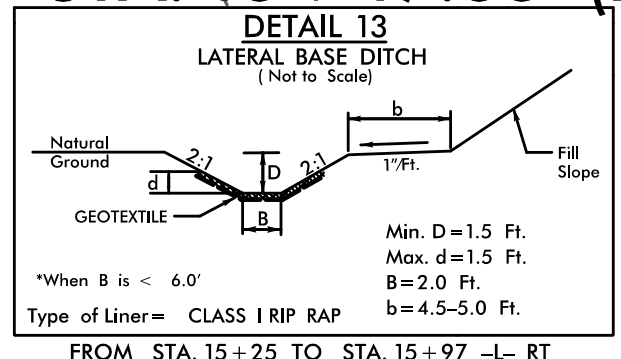 DETAIL 13
LATERAL BASE DITCH
( Not to Scale)
b
Natural
Ground
2:1
D
2:1
1"/Ft.
Fill
Slope
d
GEOTEXTILE
B
Min. D=1.5 Ft.
Max. d=1.5 Ft.
B=2.0 Ft.
b=4.5–5.0 Ft.
*When B is < 6.0'
Type of Liner= CLASS I RIP RAP
FROM STA. 15+25 TO STA. 15+97 –L– RT